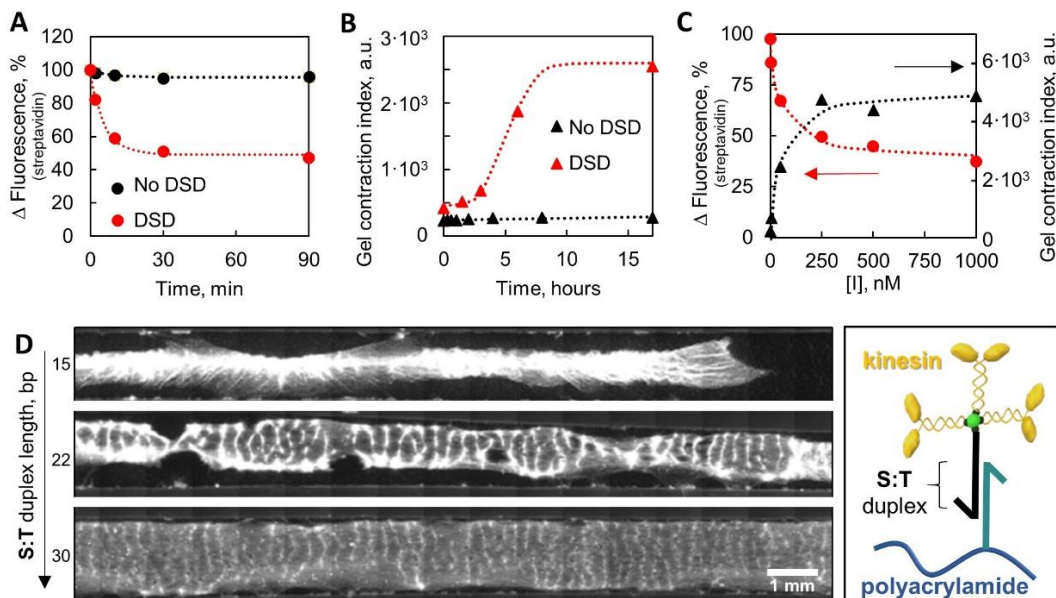 A
Δ Fluorescence, %
(streptavidin)
120
100
80
60
40
20
0
No DSD
DSD
0 30 60 90
Time, min
B
Gel contraction index, a.u.
3·10³
2·10³
1·10³
0
No DSD
DSD
0 5 10 15
Time, hours
C
Δ Fluorescence, %
(streptavidin)
100
75
50
25
0
Gel contraction index, a.u.
6·10³
4·10³
2·10³
0
0 250 500 750 1000
[I], nM
D
S:T duplex length, bp
15
22
30
1 mm
kinesin
S:T
duplex
polyacrylamide